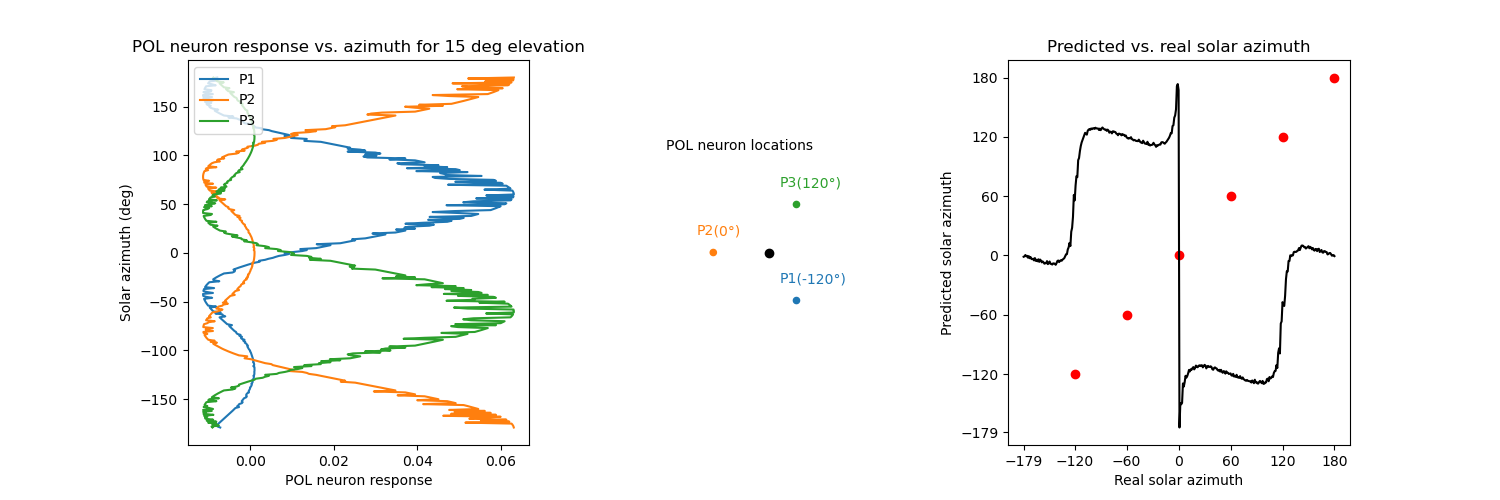 POL neuron response vs. azimuth for 15 deg elevation
P1
P2
P3
150
100
50
0
−50
−100
−150
Solar azimuth (deg)
0.00 0.02 0.04 0.06
POL neuron response
POL neuron locations
P3(120°)
P2(0°)
P1(-120°)
Predicted vs. real solar azimuth
180
120
60
0
−60
−120
−179
Predicted solar azimuth
−179 −120 −60 0 60 120 180
Real solar azimuth